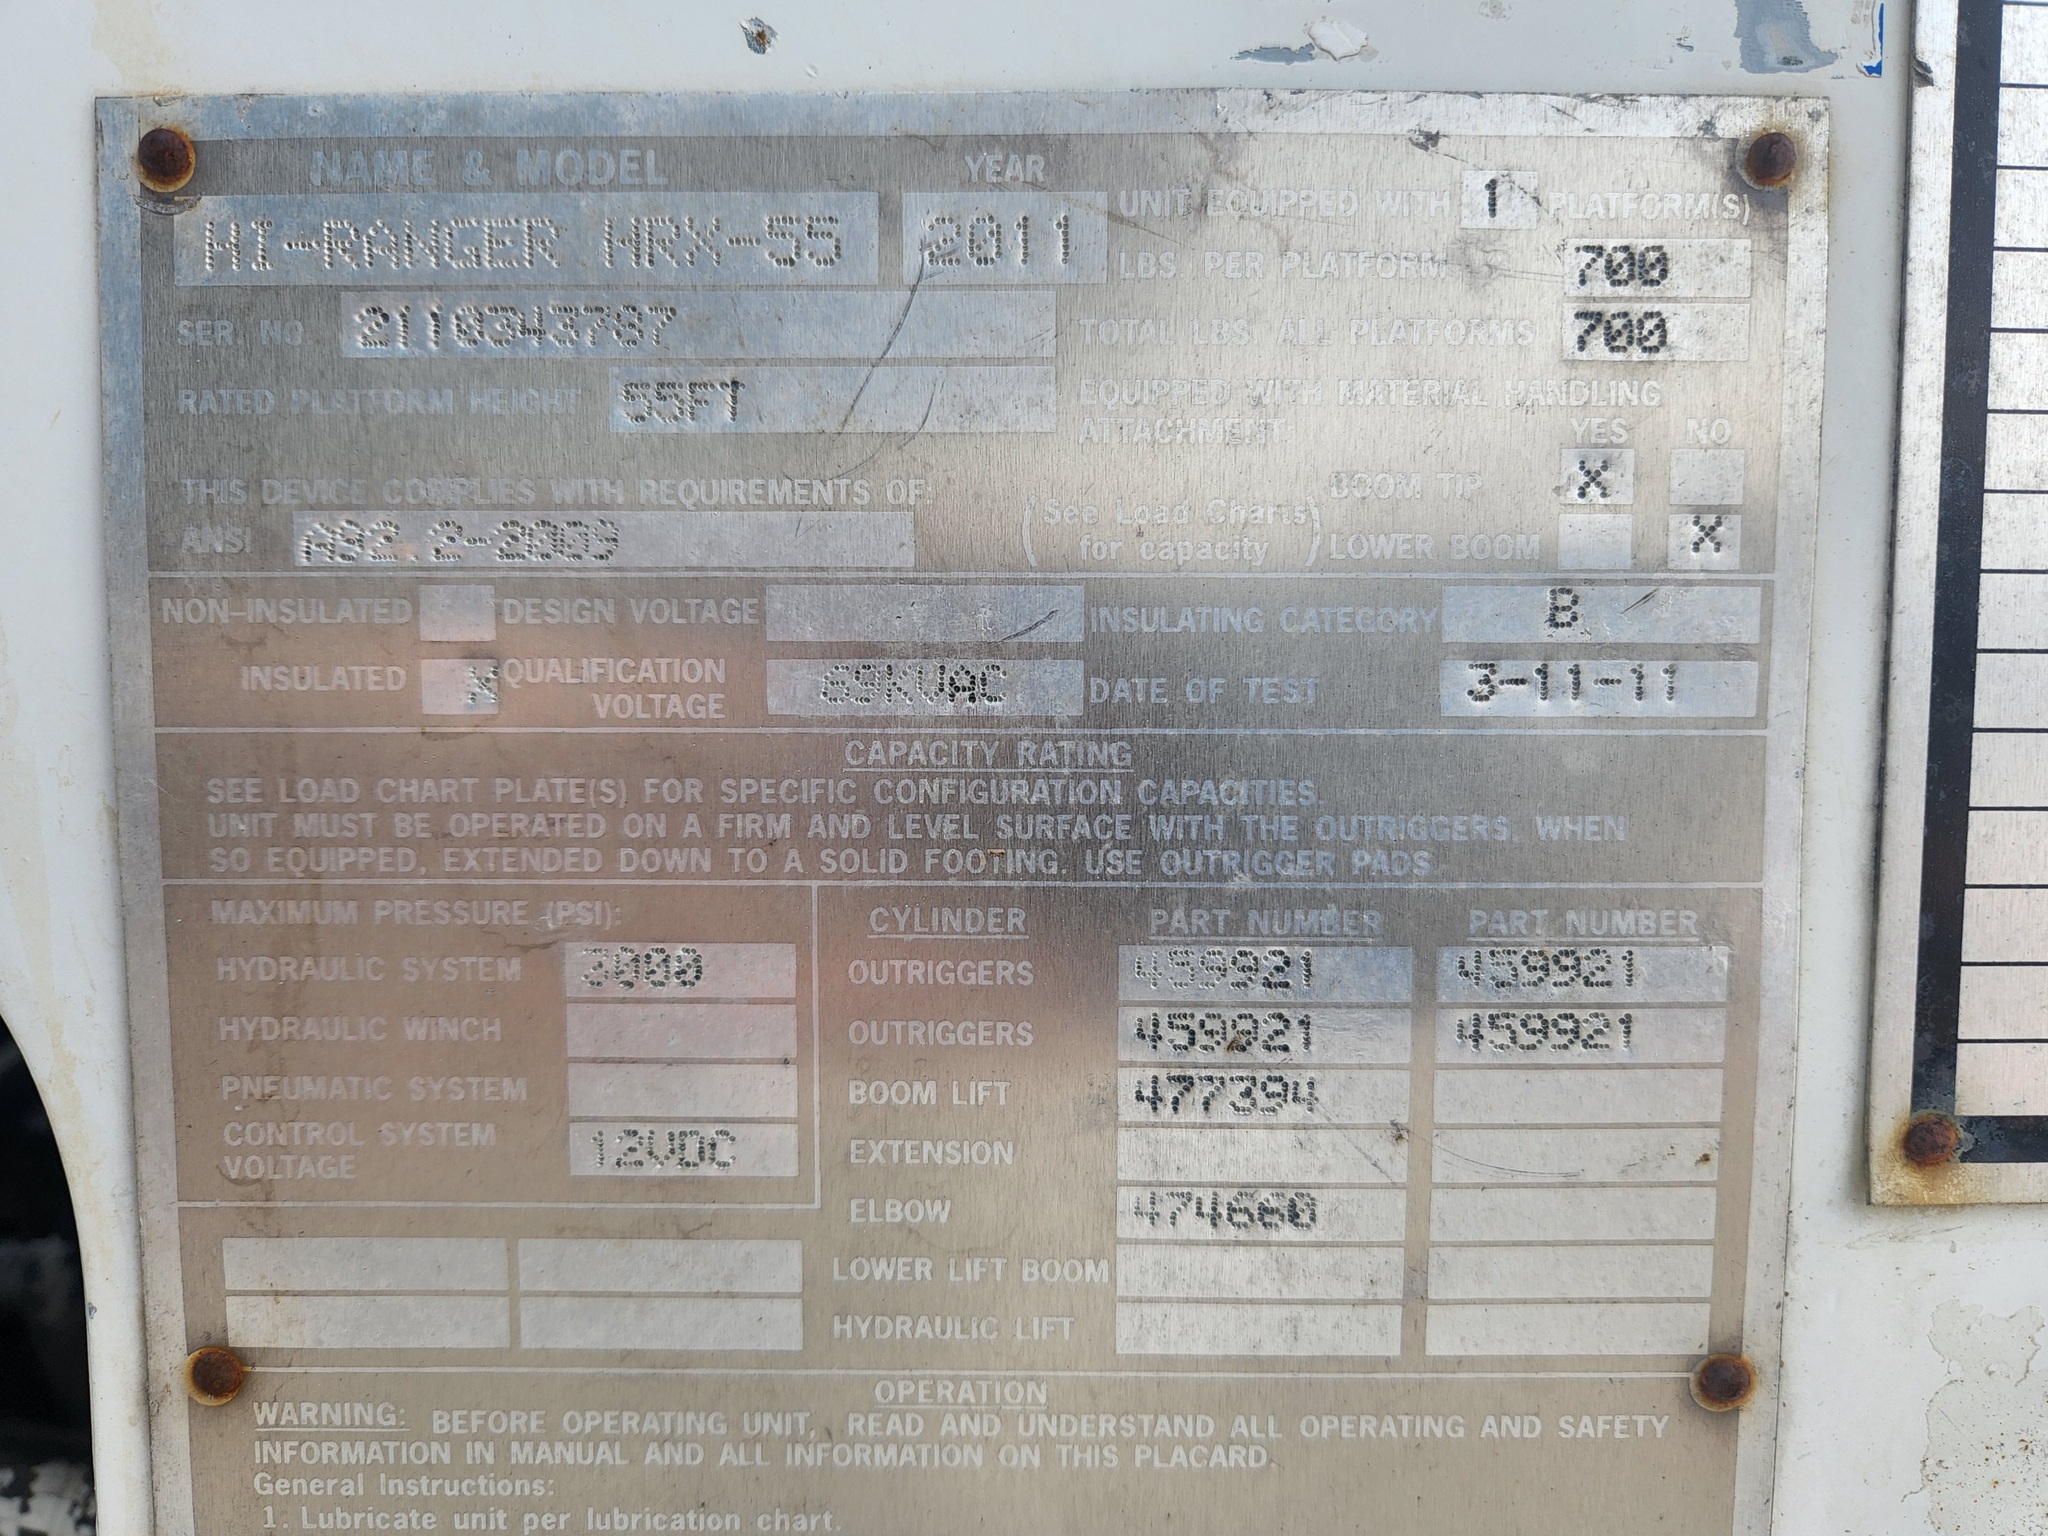 NAME & MODEL YEAR
HI-RANGER HRX-55 2011
UNIT EQUIPPED WITH 1 PLATFORM(S)
LBS. PER PLATFORM 700
SER. NO 2110343787
TOTAL LBS. ALL PLATFORMS 700
RATED PLATFORM HEIGHT 55FT
EQUIPPED WITH MATERIAL HANDLING
ATTACHMENT: YES NO
THIS DEVICE COMPLIES WITH REQUIREMENTS OF:
ANSI A92.2-2009
(See Load Charts
for capacity)
BOOM TIP X
LOWER BOOM X
NON-INSULATED DESIGN VOLTAGE INSULATING CATEGORY B
INSULATED X QUALIFICATION
VOLTAGE 69KVAC DATE OF TEST 3-11-11
CAPACITY RATING
SEE LOAD CHART PLATE(S) FOR SPECIFIC CONFIGURATION CAPACITIES.
UNIT MUST BE OPERATED ON A FIRM AND LEVEL SURFACE WITH THE OUTRIGGERS, WHEN
SO EQUIPPED, EXTENDED DOWN TO A SOLID FOOTING. USE OUTRIGGER PADS.
MAXIMUM PRESSURE (PSI):
HYDRAULIC SYSTEM 3000
HYDRAULIC WINCH
PNEUMATIC SYSTEM
CONTROL SYSTEM
VOLTAGE 12VDC
CYLINDER PART NUMBER PART NUMBER
OUTRIGGERS 459921 459921
OUTRIGGERS 459921 459921
BOOM LIFT 477394
EXTENSION
ELBOW 474660
LOWER LIFT BOOM
HYDRAULIC LIFT
OPERATION
WARNING: BEFORE OPERATING UNIT, READ AND UNDERSTAND ALL OPERATING AND SAFETY
INFORMATION IN MANUAL AND ALL INFORMATION ON THIS PLACARD.
General Instructions:
1. Lubricate unit per lubrication chart.